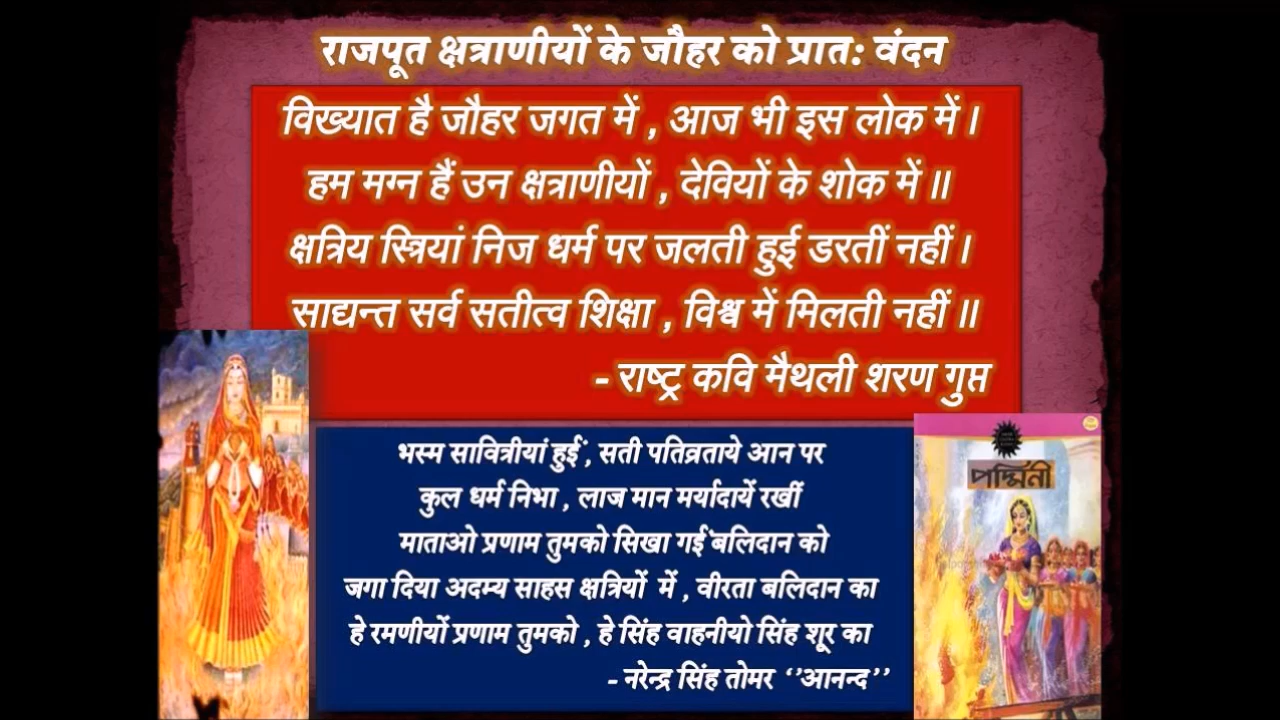 राजपूत क्षत्राणीयों के जौहर को प्रात: वंदन
विख्यात है जौहर जगत में , आज भी इस लोक में ।
हम मग्न हैं उन क्षत्राणीयों , देवियों के शोक में ॥
क्षत्रिय स्त्रियां निज धर्म पर जलती हुई डरतीं नहीं ।
साद्यन्त सर्व सतीत्व शिक्षा , विश्व में मिलती नहीं ॥
- राष्ट्र कवि मैथली शरण गुप्त
भस्म सावित्रीयां हुईं , सती पतिव्रताये आन पर
कुल धर्म निभा , लाज मान मर्यादायें रखीं
माताओ प्रणाम तुमको सिखा गईं बलिदान को
जगा दिया अदम्य साहस क्षत्रियों में , वीरता बलिदान का
हे रमणीयों प्रणाम तुमको , हे सिंह वाहनीयो सिंह शूर का
- नरेन्द्र सिंह तोमर ‘’आनन्द’’
পদ্মিনী